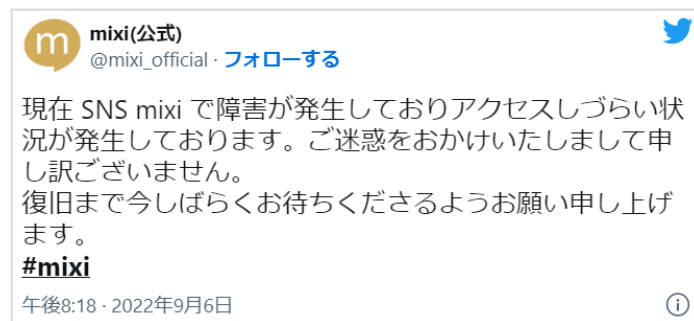 m
mixi(公式)
@mixi_official · フォローする
現在 SNS mixi で障害が発生しておりアクセスしづらい状
況が発生しております。ご迷惑をおかけいたしまして申
し訳ございません。
復旧まで今しばらくお待ちくださるようお願い申し上げ
ます。
#mixi
午後8:18 · 2022年9月6日